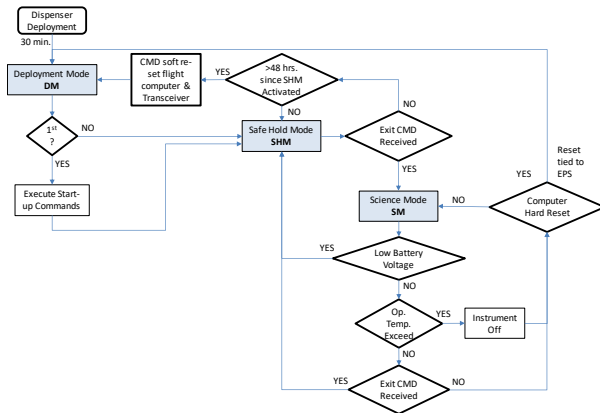 Dispenser
Deployment
30 min.
Deployment Mode
DM
CMD soft re-
set flight
computer &
Transceiver
YES
>48 hrs.
since SHM
Activated
NO
NO
1st
?
NO
YES
Execute Start-
up Commands
Safe Hold Mode
SHM
Exit CMD
Received
YES
Science Mode
SM
NO
Computer
Hard Reset
YES
Reset
tied to
EPS
YES
Low Battery
Voltage
NO
Op.
Temp.
Exceed
YES
Instrument
Off
NO
YES
Exit CMD
Received
NO